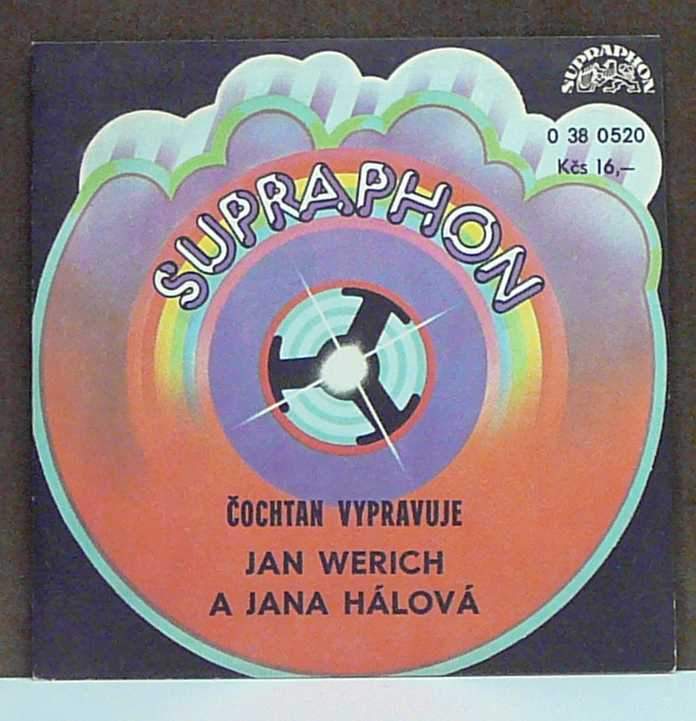 SUPRAPHON
0 38 0520
Kčs 16,—
SUPRAPHON
ČOCHTAN VYPRAVUJE
JAN WERICH
A JANA HÁLOVÁ